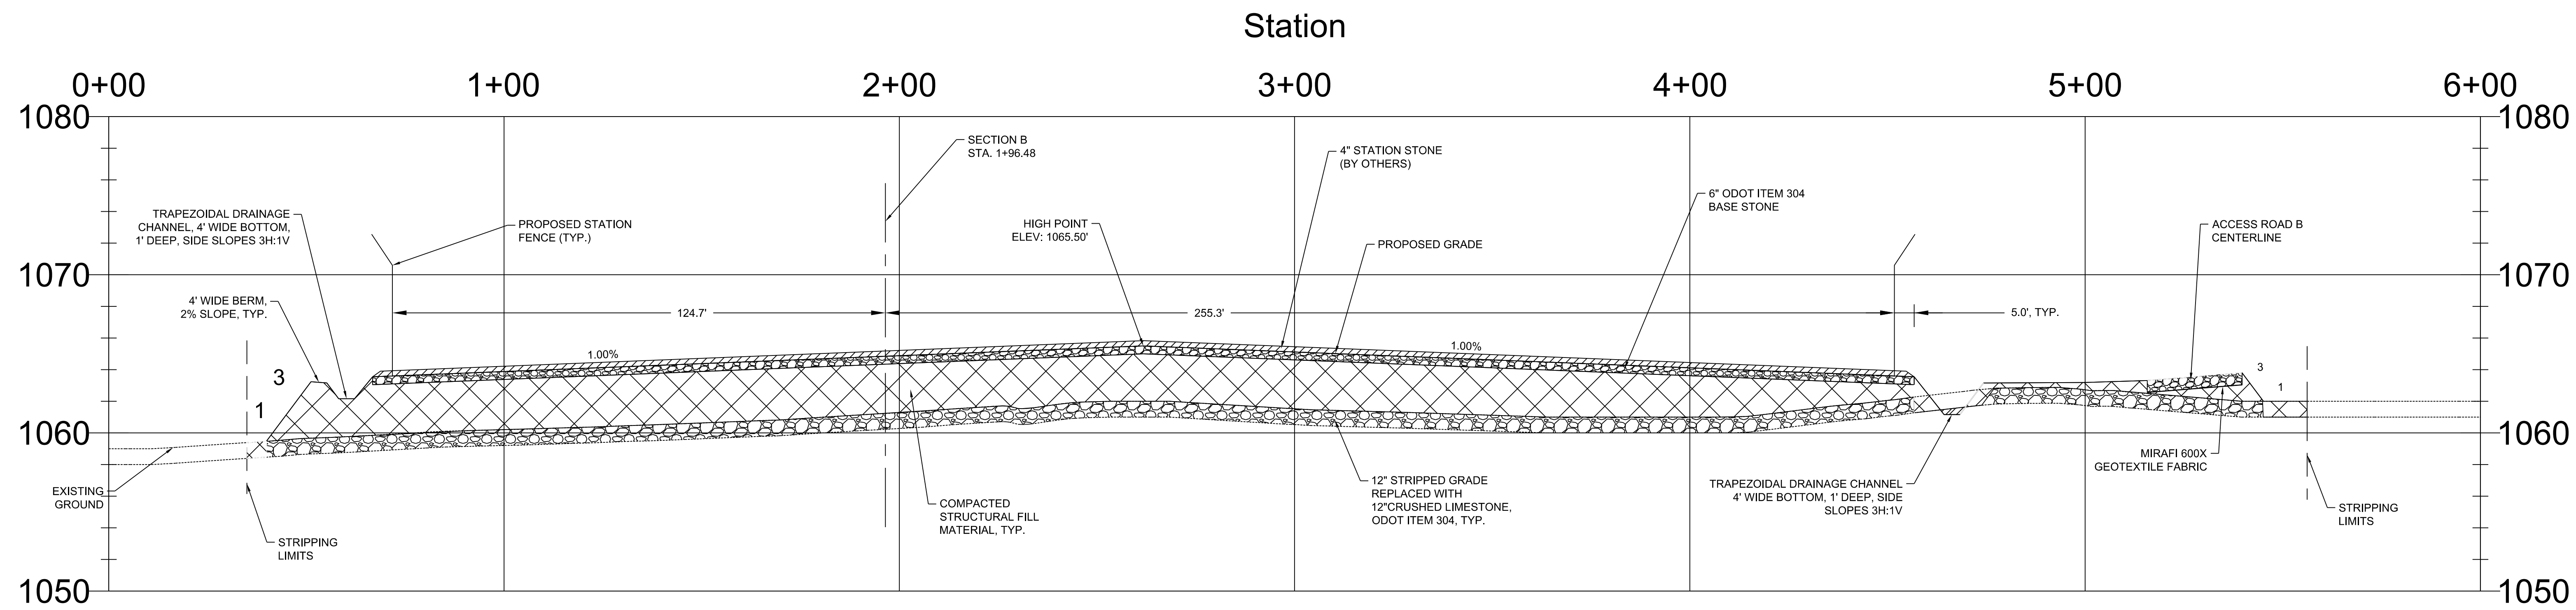 Station
0+00 1+00 2+00 3+00 4+00 5+00 6+00
1080 1080
SECTION B
STA. 1+96.48
4" STATION STONE
(BY OTHERS)
6" ODOT ITEM 304
BASE STONE
TRAPEZOIDAL DRAINAGE
CHANNEL, 4' WIDE BOTTOM,
1' DEEP, SIDE SLOPES 3H:1V
PROPOSED STATION
FENCE (TYP.)
HIGH POINT
ELEV: 1065.50'
PROPOSED GRADE
ACCESS ROAD B
CENTERLINE
1070 1070
4' WIDE BERM,
2% SLOPE, TYP.
124.7'
255.3'
5.0', TYP.
1.00%
1.00%
3
1
3
1
1060 1060
EXISTING
GROUND
STRIPPING
LIMITS
COMPACTED
STRUCTURAL FILL
MATERIAL, TYP.
12" STRIPPED GRADE
REPLACED WITH
12"CRUSHED LIMESTONE,
ODOT ITEM 304, TYP.
TRAPEZOIDAL DRAINAGE CHANNEL
4' WIDE BOTTOM, 1' DEEP, SIDE
SLOPES 3H:1V
MIRAFI 600X
GEOTEXTILE FABRIC
STRIPPING
LIMITS
1050 1050